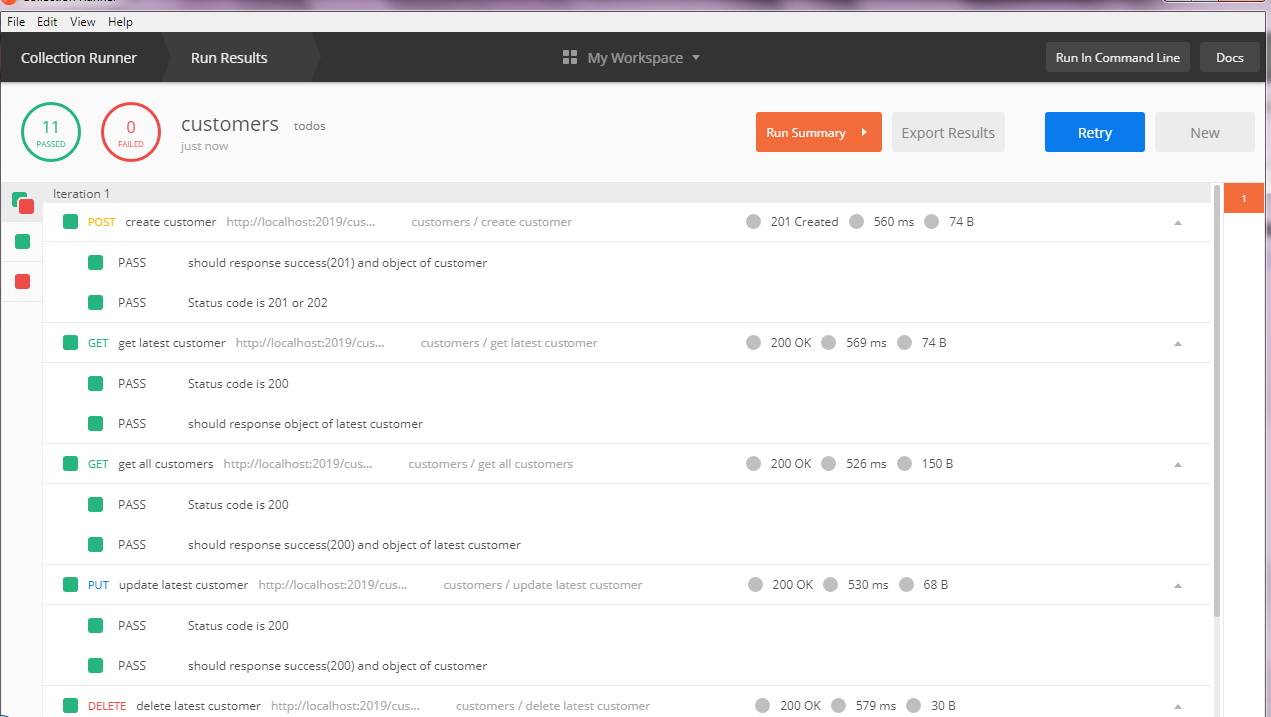 File Edit View Help
Collection Runner Run Results My Workspace Run In Command Line Docs
11 PASSED 0 FAILED customers todos
just now
Run Summary Export Results Retry New
Iteration 1
1
POST create customer http://localhost:2019/cus... customers / create customer 201 Created 560 ms 74 B
PASS should response success(201) and object of customer
PASS Status code is 201 or 202
GET get latest customer http://localhost:2019/cus... customers / get latest customer 200 OK 569 ms 74 B
PASS Status code is 200
PASS should response object of latest customer
GET get all customers http://localhost:2019/cus... customers / get all customers 200 OK 526 ms 150 B
PASS Status code is 200
PASS should response success(200) and object of latest customer
PUT update latest customer http://localhost:2019/cus... customers / update latest customer 200 OK 530 ms 68 B
PASS Status code is 200
PASS should response success(200) and object of customer
DELETE delete latest customer http://localhost:2019/cus... customers / delete latest customer 200 OK 579 ms 30 B